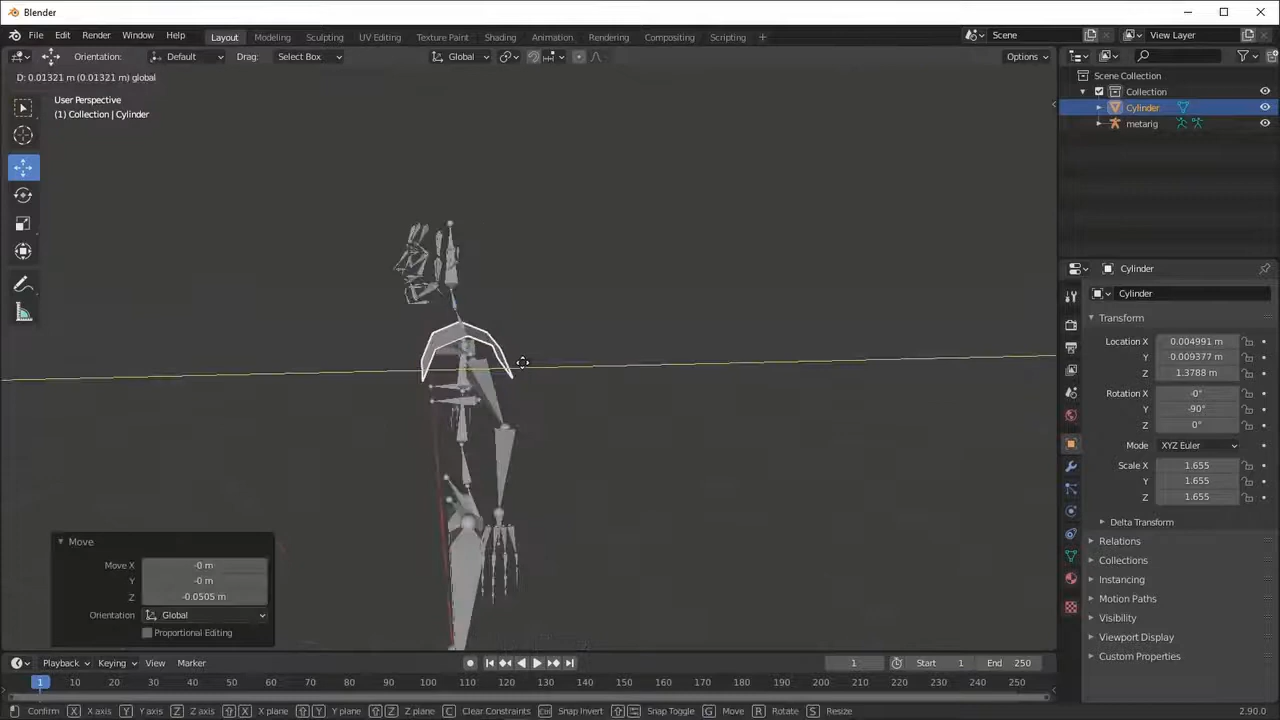 Blender
File Edit Render Window Help Layout Modeling Sculpting UV Editing Texture Paint Shading Animation Rendering Compositing Scripting + Scene View Layer
Orientation: Default Drag: Select Box Global Options
D: 0.01321 m (0.01321 m) global
User Perspective
(1) Collection | Cylinder
Scene Collection
Collection
Cylinder
metarig
Cylinder
Cylinder
Transform
Location X 0.004991 m
Y 0.009377 m
Z 1.3788 m
Rotation X -0°
Y -90°
Z 0°
Mode XYZ Euler
Scale X 1.655
Y 1.655
Z 1.655
Delta Transform
Relations
Collections
Instancing
Motion Paths
Visibility
Viewport Display
Custom Properties
Move
Move X -0 m
Y -0 m
Z -0.0505 m
Orientation Global
Proportional Editing
Playback Keying View Marker 1 Start 1 End 250
1 10 20 30 40 50 60 70 80 90 100 110 120 130 140 150 160 170 180 190 200 210 220 230 240 250
Confirm X X axis Y Y axis Z Z axis X X plane Y Y plane Z Z plane C Clear Constraints Snap Invert Snap Toggle G Move R Rotate S Resize 2.90.0